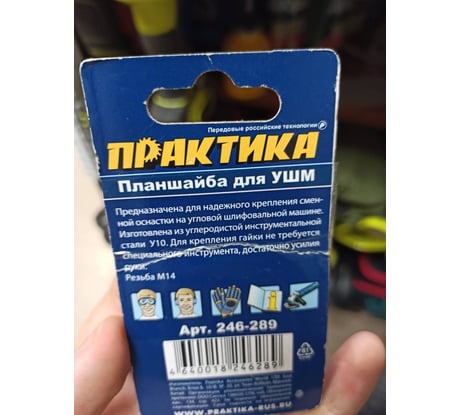 Передовые российские технологии
ПРАКТИКА
Планшайба для УШМ
Предназначена для надежного крепления смен-
ной оснастки на угловой шлифовальной машине.
Изготовлена из углеродистой инструментальной
стали У10. Для крепления гайки не требуется
специального инструмента, достаточно усилия
руки.
Резьба М14
Арт. 246-289
4 640018 246289
WWW.PRAKTIKA-RUS.RU